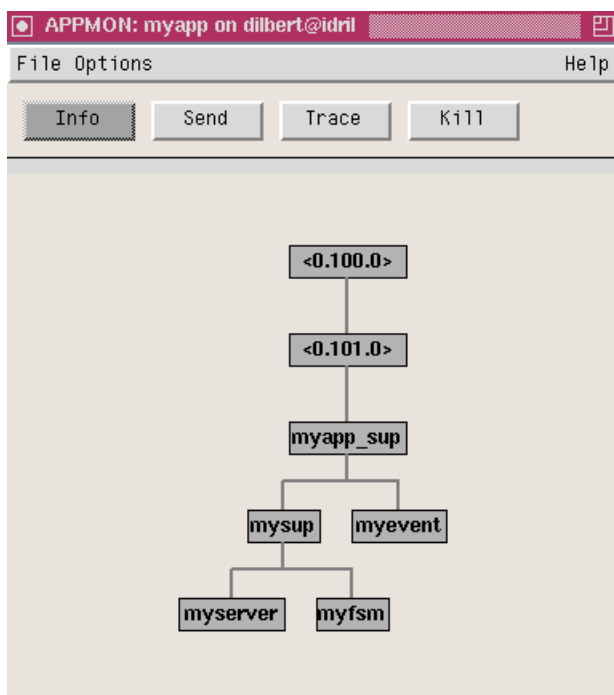 APPMON: myapp on dilbert@idril
File Options Help
Info Send Trace Kill
<0.100.0>
<0.101.0>
myapp_sup
mysup myevent
myserver myfsm